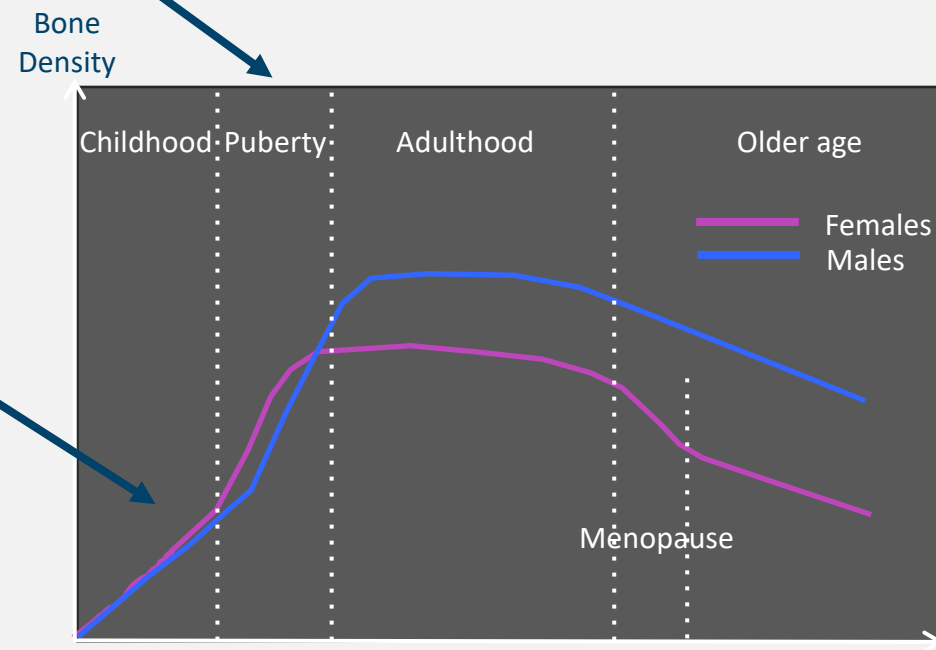 Bone
Density
Childhood Puberty Adulthood Older age
Females
Males
Menopause